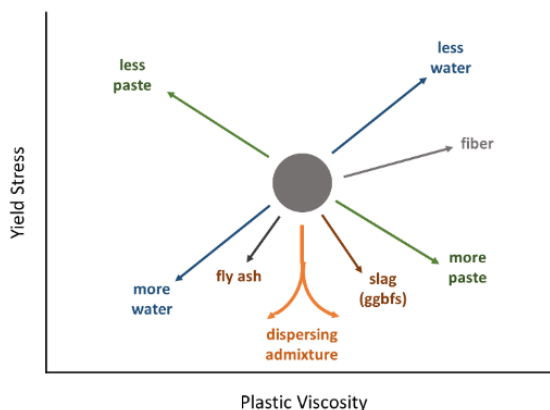 less
paste
less
water
fiber
Yield Stress
more
water
fly ash
slag
(ggbfs)
more
paste
dispersing
admixture
Plastic Viscosity